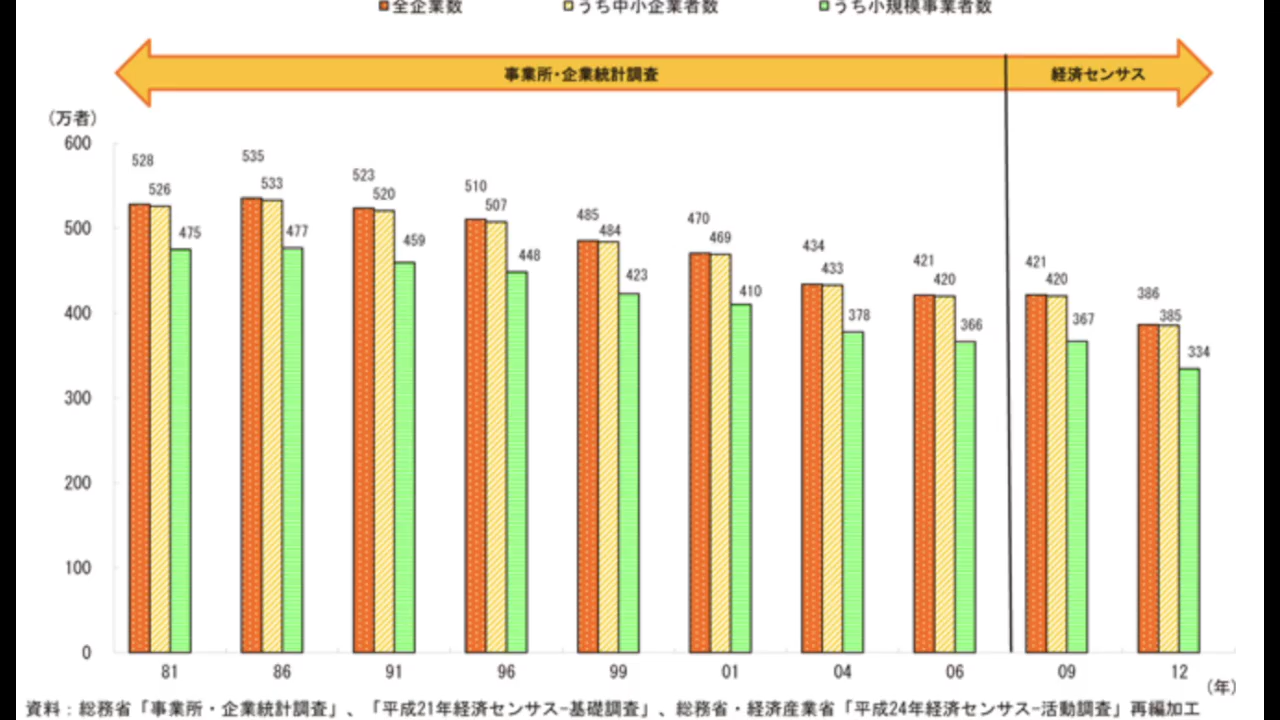 全企業数 うち中小企業者数 うち小規模事業者数
事業所・企業統計調査 経済センサス
（万者）
600
500
400
300
200
100
0
528 526 475
535 533 477
523 520 459
510 507 448
485 484 423
470 469 410
434 433 378
421 420 366
421 420 367
386 385 334
81 86 91 96 99 01 04 06 09 12
（年）
資料：総務省「事業所・企業統計調査」、「平成21年経済センサス-基礎調査」、総務省・経済産業省「平成24年経済センサス-活動調査」再編加工